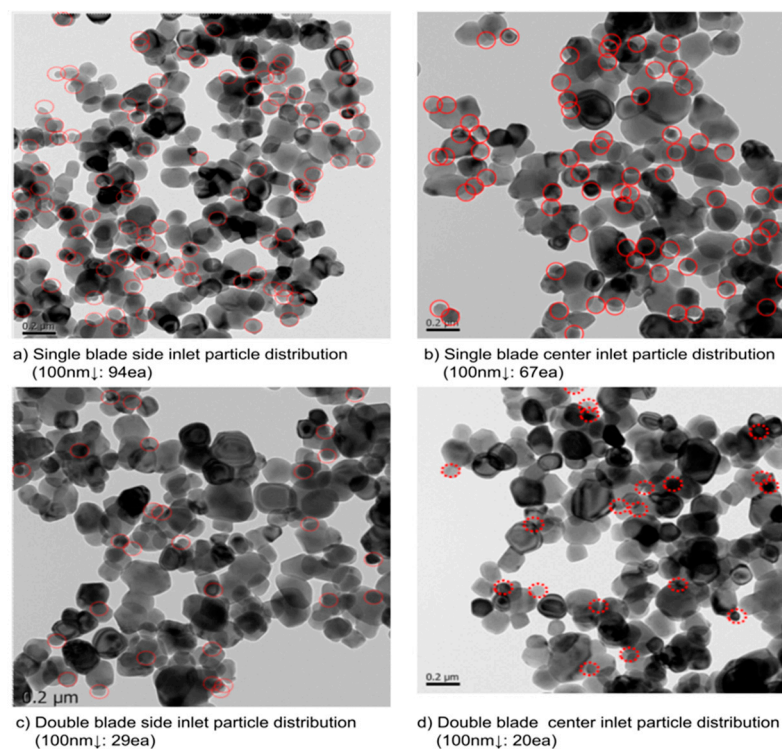 0.2 μm
0.2 μm
a) Single blade side inlet particle distribution
(100nm↓: 94ea)
b) Single blade center inlet particle distribution
(100nm↓: 67ea)
0.2 μm
0.2 μm
c) Double blade side inlet particle distribution
(100nm↓: 29ea)
d) Double blade center inlet particle distribution
(100nm↓: 20ea)